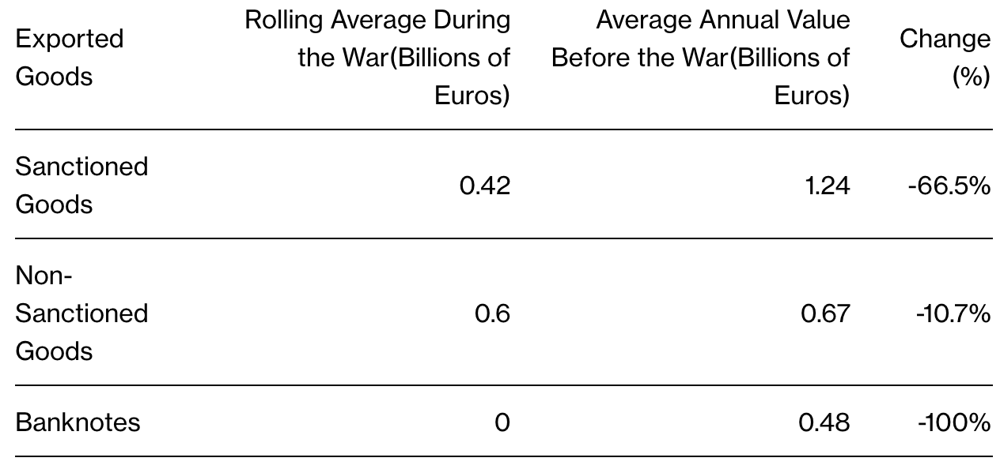 Exported
Goods
Rolling Average During
the War(Billions of
Euros)
Average Annual Value
Before the War(Billions of
Euros)
Change
(%)
Sanctioned
Goods
0.42
1.24
-66.5%
Non-
Sanctioned
Goods
0.6
0.67
-10.7%
Banknotes
0
0.48
-100%